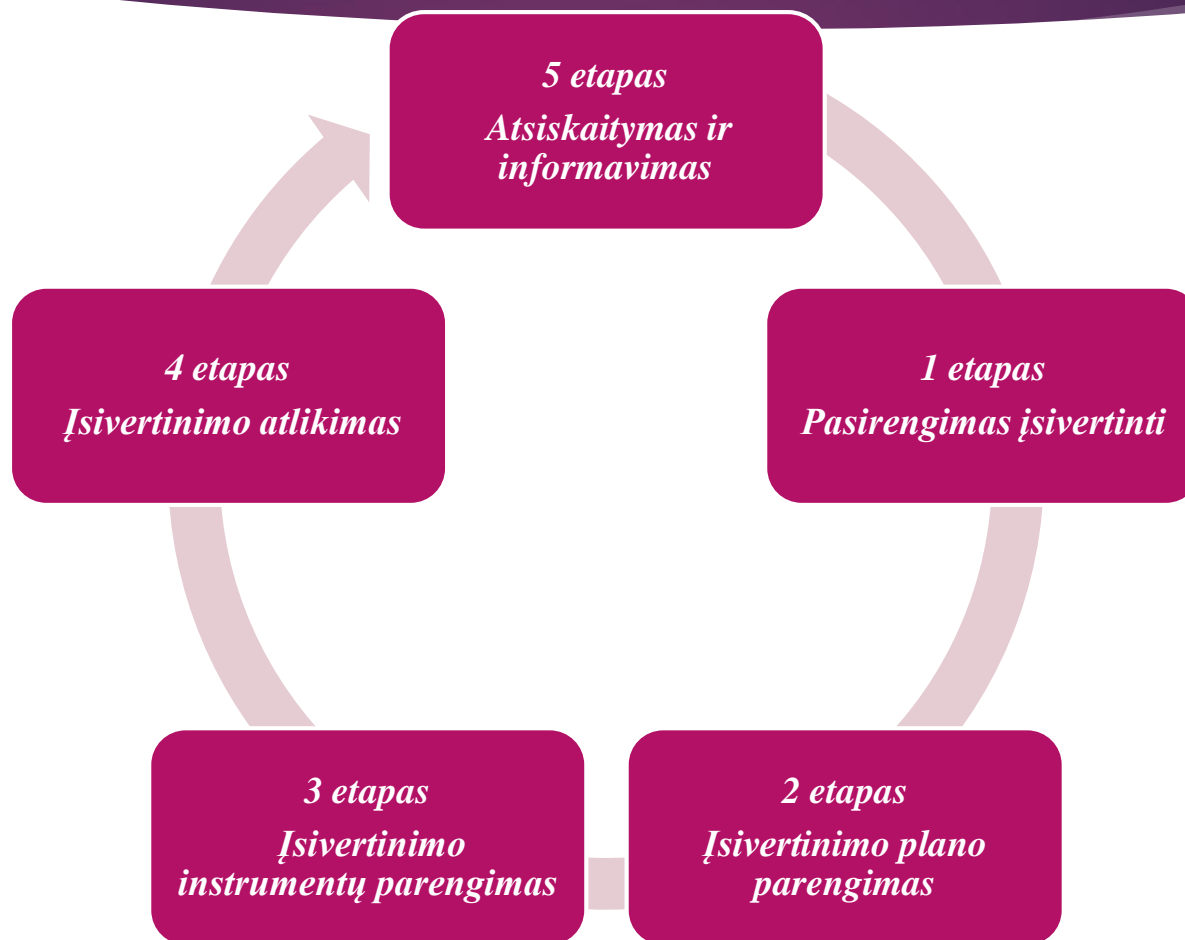 5 etapas
Atsiskaitymas ir
informavimas
4 etapas
Įsivertinimo atlikimas
1 etapas
Pasirengimas įsivertinti
3 etapas
Įsivertinimo
instrumentų parengimas
2 etapas
Įsivertinimo plano
parengimas